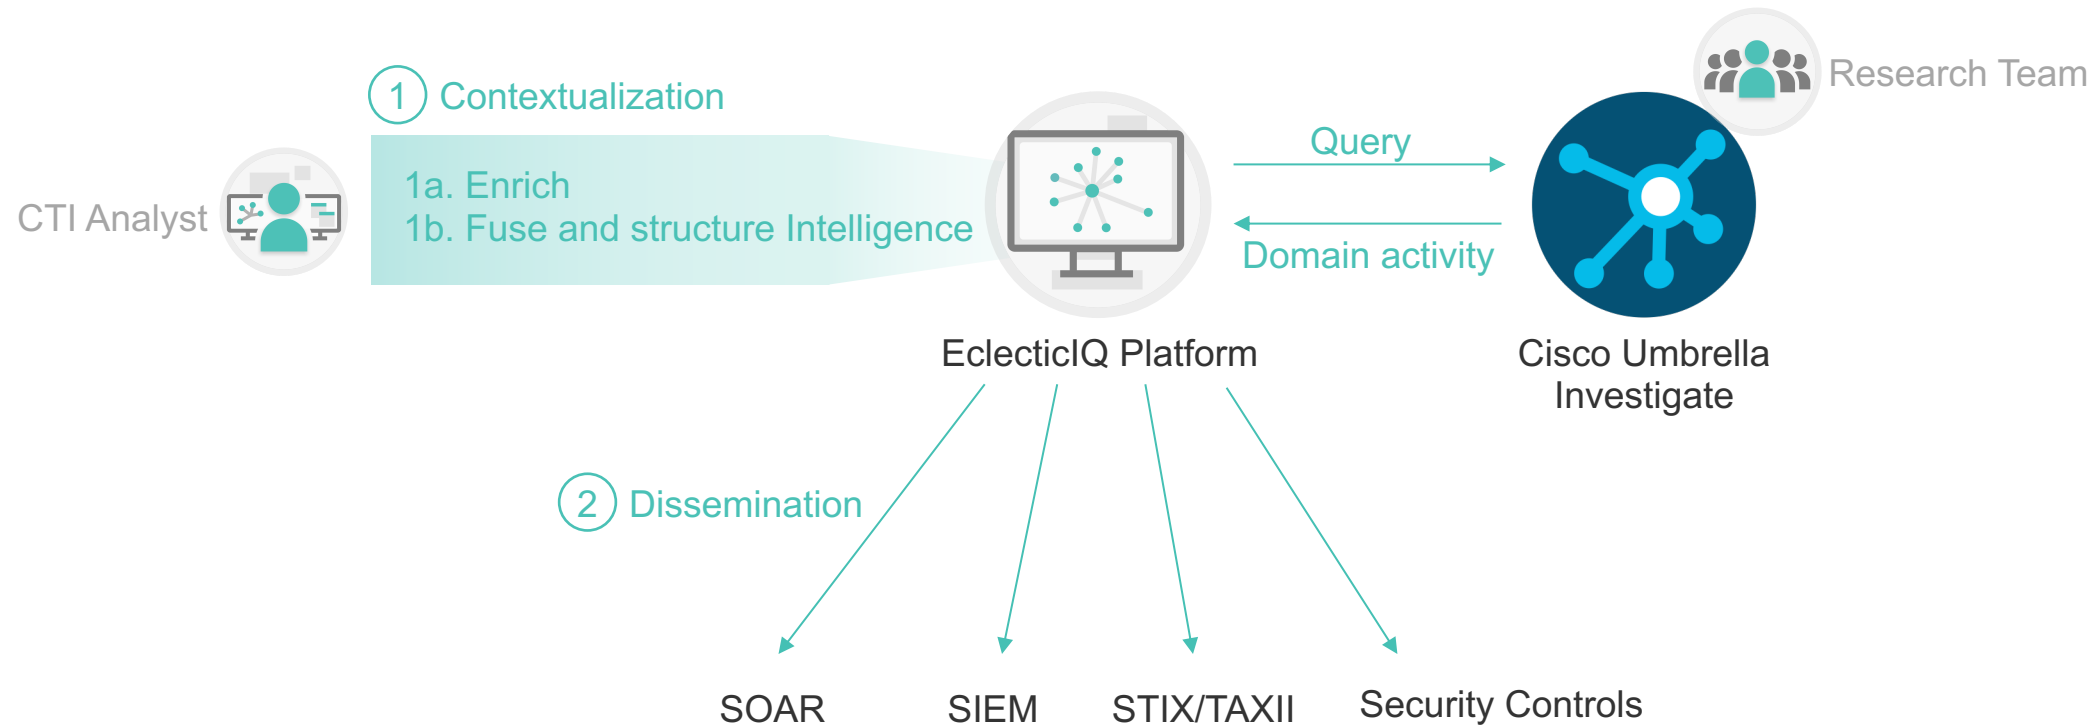 Research Team
1 Contextualization
Query
1a. Enrich
CTI Analyst
1b. Fuse and structure Intelligence
Domain activity
EclecticIQ Platform
Cisco Umbrella
Investigate
2 Dissemination
SOAR
SIEM
STIX/TAXII
Security Controls